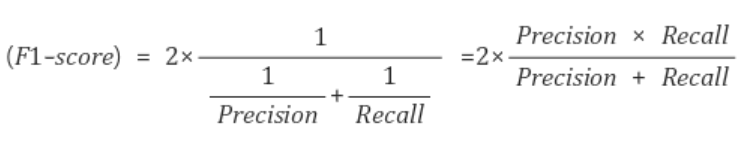 (F1–score) = 2× 1 / (1 / Precision + 1 / Recall) =2× Precision × Recall / Precision + Recall